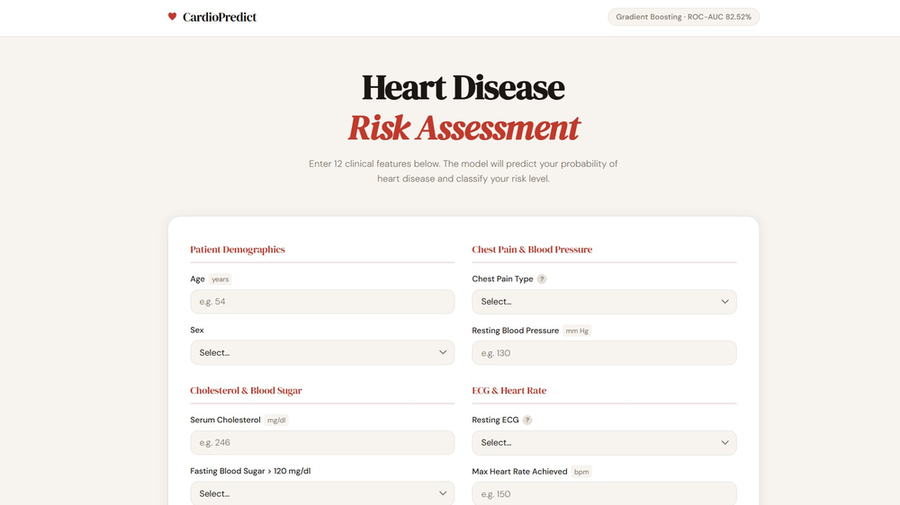 CardioPredict
Gradient Boosting · ROC-AUC 82.52%
Heart Disease
Risk Assessment
Enter 12 clinical features below. The model will predict your probability of
heart disease and classify your risk level.
Patient Demographics
Age years
e.g. 54
Sex
Select...
Chest Pain & Blood Pressure
Chest Pain Type ?
Select...
Resting Blood Pressure mm Hg
e.g. 130
Cholesterol & Blood Sugar
Serum Cholesterol mg/dl
e.g. 246
Fasting Blood Sugar > 120 mg/dl
Select...
ECG & Heart Rate
Resting ECG ?
Select...
Max Heart Rate Achieved bpm
e.g. 150